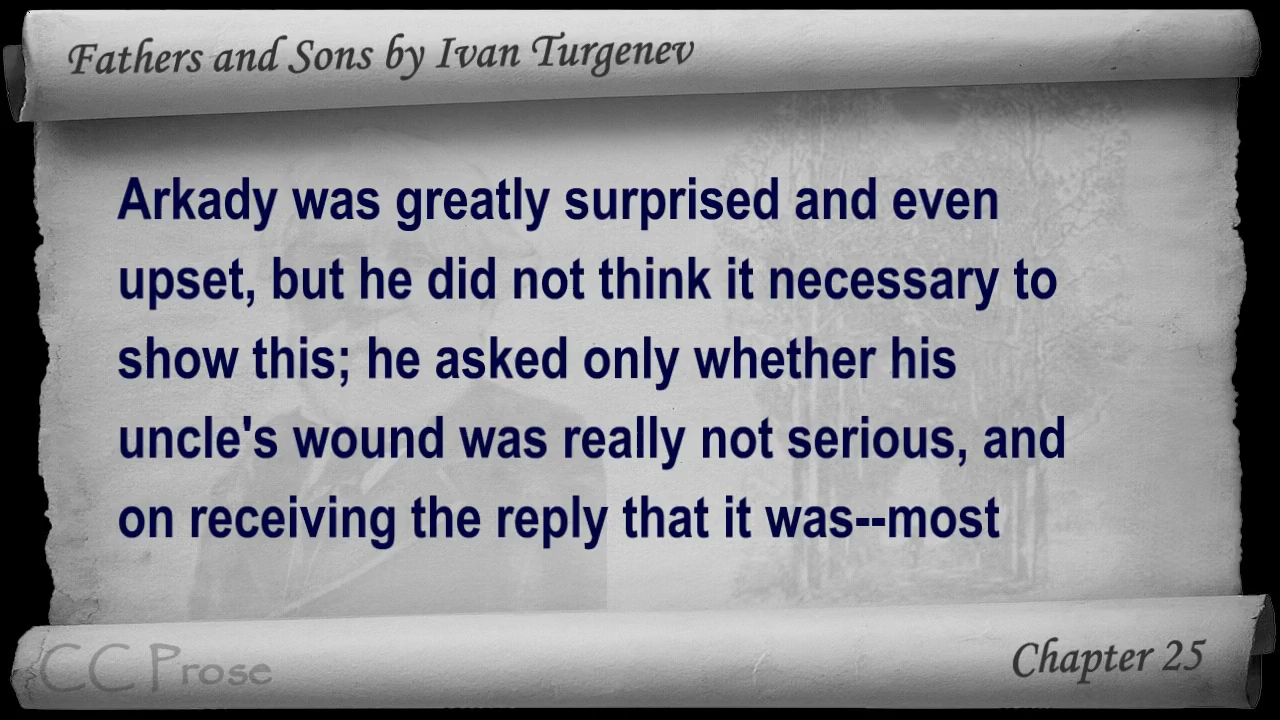 Fathers and Sons by Ivan Turgenev
Arkady was greatly surprised and even
upset, but he did not think it necessary to
show this; he asked only whether his
uncle's wound was really not serious, and
on receiving the reply that it was--most
CC Prose
Chapter 25